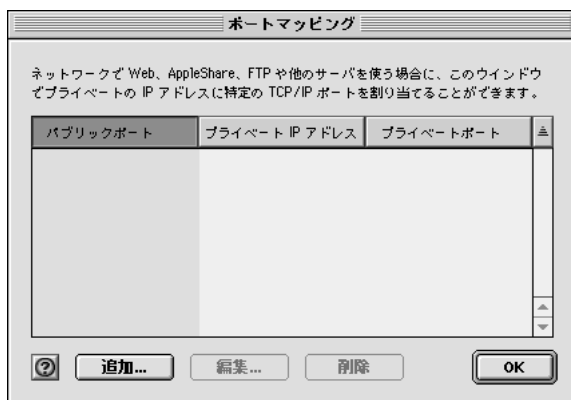 ポートマッピング
ネットワークで Web、AppleShare、FTP や他のサーバを使う場合に、このウインドウ
でプライベートの IP アドレスに特定の TCP/IP ポートを割り当てることができます。
パブリックポート プライベート IP アドレス プライベートポート
? 追加... 編集... 削除 OK